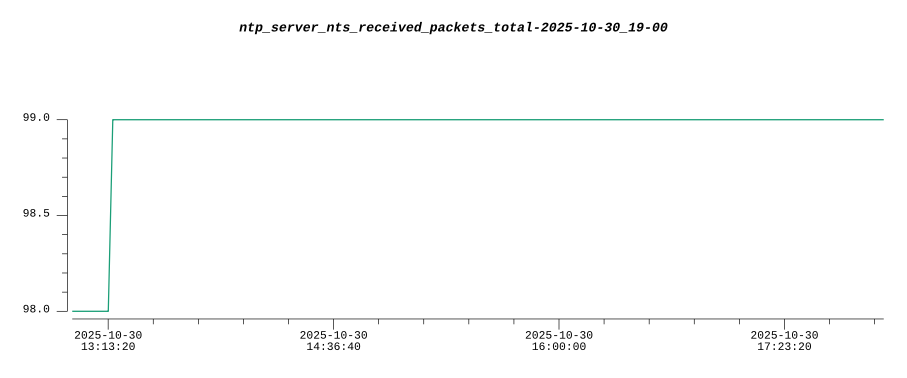 ntp_server_nts_received_packets_total-2025-10-30_19-00
99.0
98.5
98.0
2025-10-30 2025-10-30 2025-10-30 2025-10-30
13:13:20 14:36:40 16:00:00 17:23:20